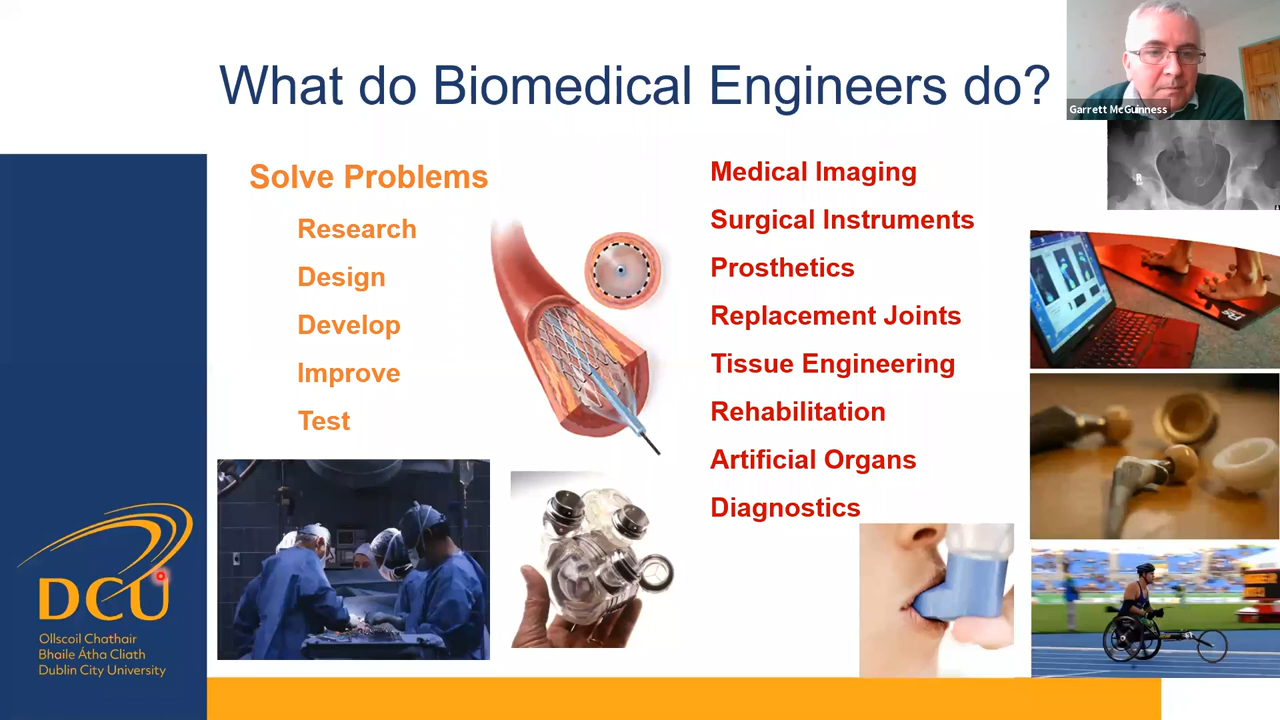 What do Biomedical Engineers do?
Garrett McGuinness
Solve Problems
Research
Design
Develop
Improve
Test
Medical Imaging
Surgical Instruments
Prosthetics
Replacement Joints
Tissue Engineering
Rehabilitation
Artificial Organs
Diagnostics
R
DCU
Ollscoil Chathair
Bhaile Átha Cliath
Dublin City University